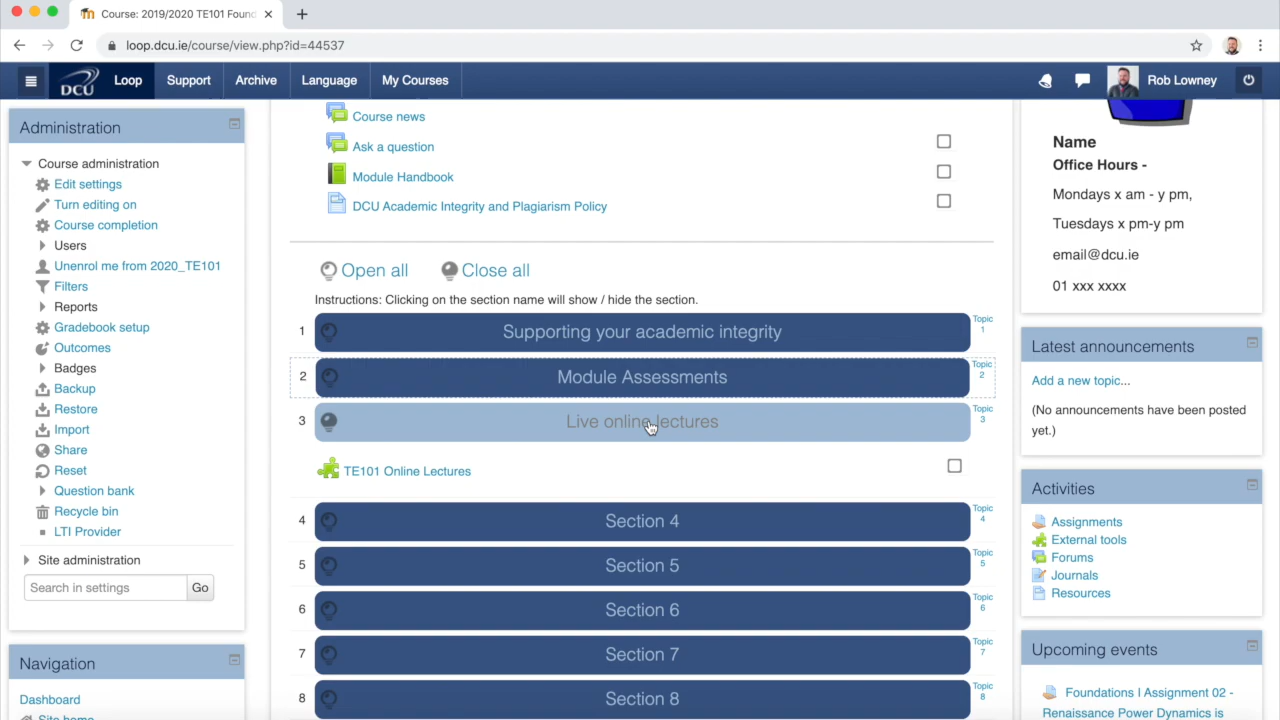 Course: 2019/2020 TE101 Found
loop.dcu.ie/course/view.php?id=44537
DCU
Loop
Support
Archive
Language
My Courses
Rob Lowney
Administration
Course administration
Edit settings
Turn editing on
Course completion
Users
Unenrol me from 2020_TE101
Filters
Reports
Gradebook setup
Outcomes
Badges
Backup
Restore
Import
Share
Reset
Question bank
Recycle bin
LTI Provider
Site administration
Search in settings
Go
Navigation
Dashboard
Site home
Course news
Ask a question
Module Handbook
DCU Academic Integrity and Plagiarism Policy
Open all
Close all
Instructions: Clicking on the section name will show / hide the section.
1
Supporting your academic integrity
Topic
1
2
Module Assessments
Topic
2
3
Live online lectures
Topic
3
TE101 Online Lectures
4
Section 4
Topic
4
5
Section 5
Topic
5
6
Section 6
Topic
6
7
Section 7
Topic
7
8
Section 8
Topic
8
Name
Office Hours -
Mondays x am - y pm,
Tuesdays x pm-y pm
email@dcu.ie
01 xxx xxxx
Latest announcements
Add a new topic...
(No announcements have been posted
yet.)
Activities
Assignments
External tools
Forums
Journals
Resources
Upcoming events
Foundations I Assignment 02 -
Renaissance Power Dynamics is